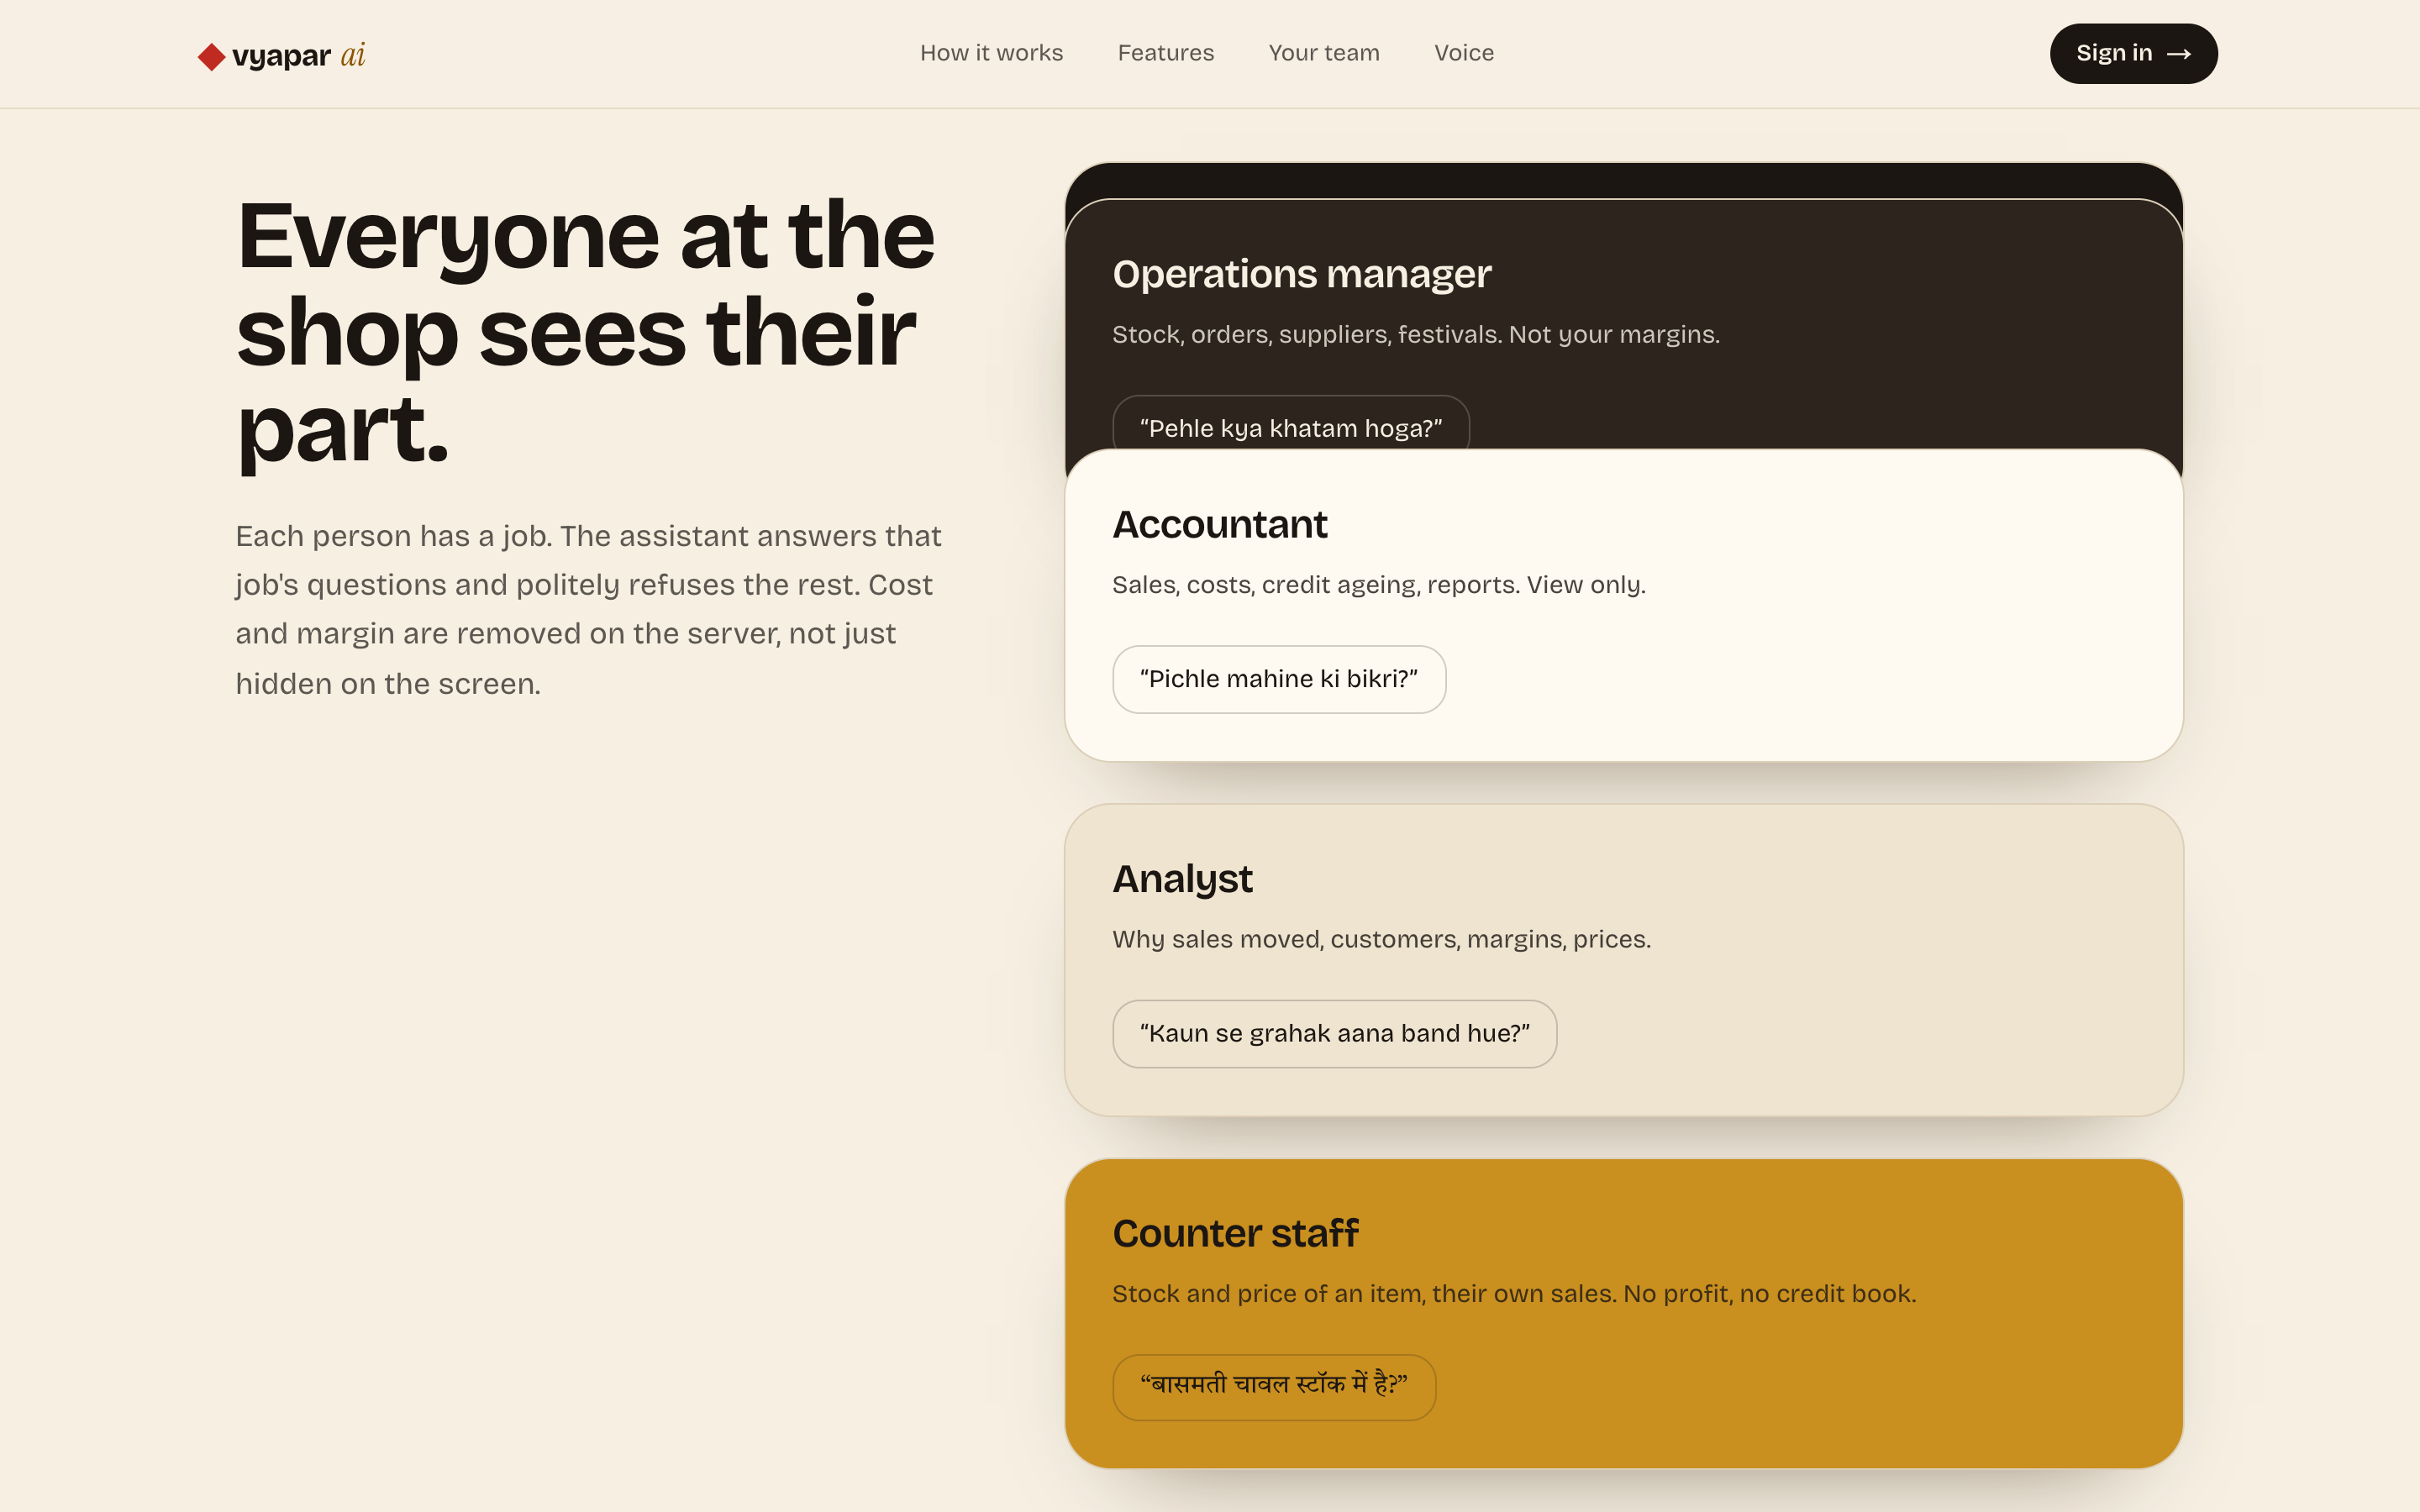 vyapar ai
How it works
Features
Your team
Voice
Sign in →
Everyone at the
shop sees their
part.
Each person has a job. The assistant answers that
job's questions and politely refuses the rest. Cost
and margin are removed on the server, not just
hidden on the screen.
Operations manager
Stock, orders, suppliers, festivals. Not your margins.
“Pehle kya khatam hoga?”
Accountant
Sales, costs, credit ageing, reports. View only.
“Pichle mahine ki bikri?”
Analyst
Why sales moved, customers, margins, prices.
“Kaun se grahak aana band hue?”
Counter staff
Stock and price of an item, their own sales. No profit, no credit book.
“बासमती चावल स्टॉक में है?”